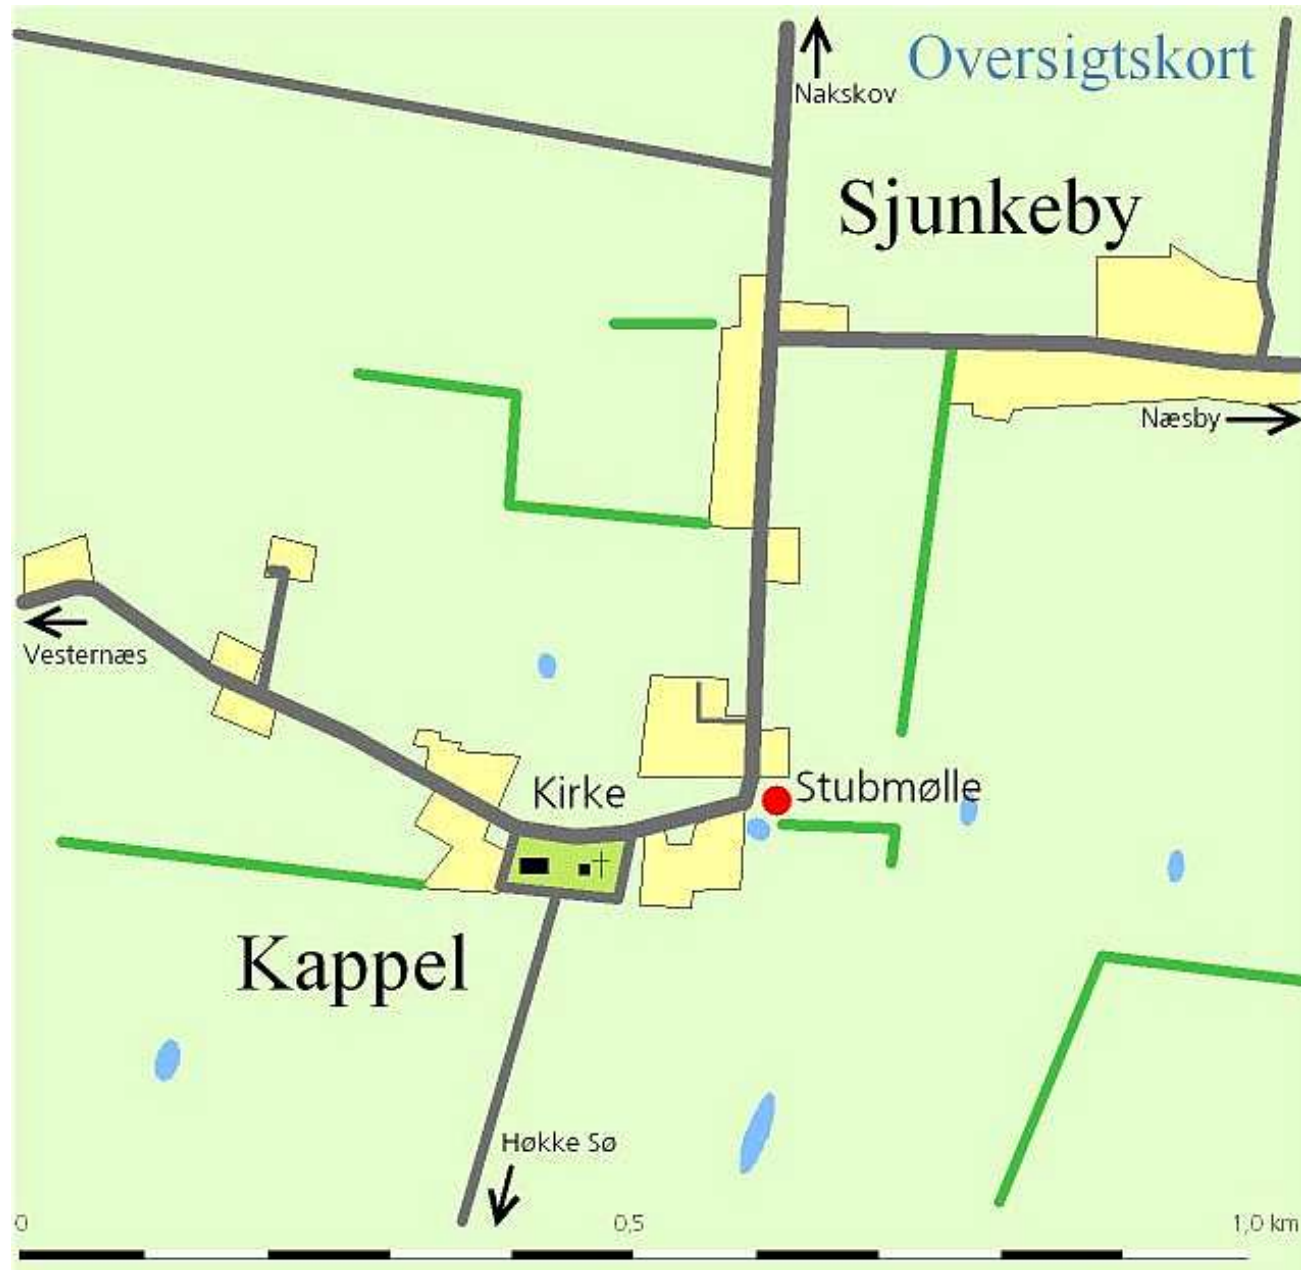 Oversigtskort
Nakskov
Sjunkeby
Næsby
Vesternæs
Kirke
Stubmølle
Kappel
Høkke Sø
0
0,5
1,0 km